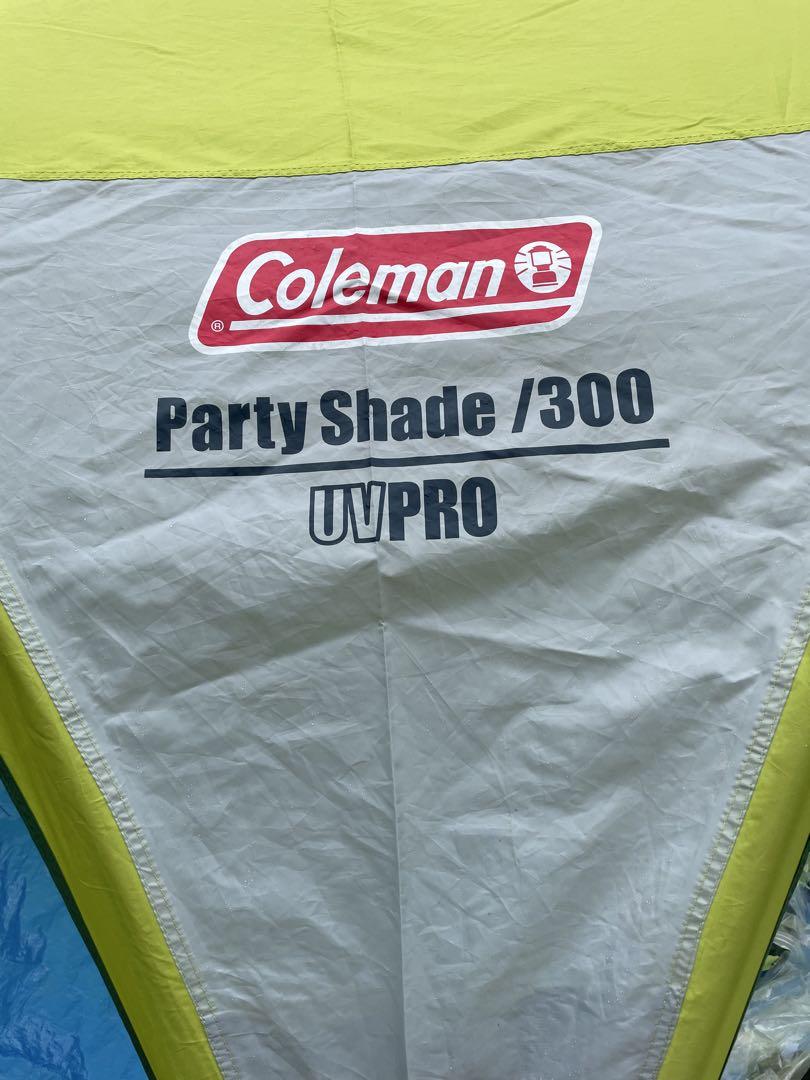 Coleman
®
Party Shade /300
UVPRO